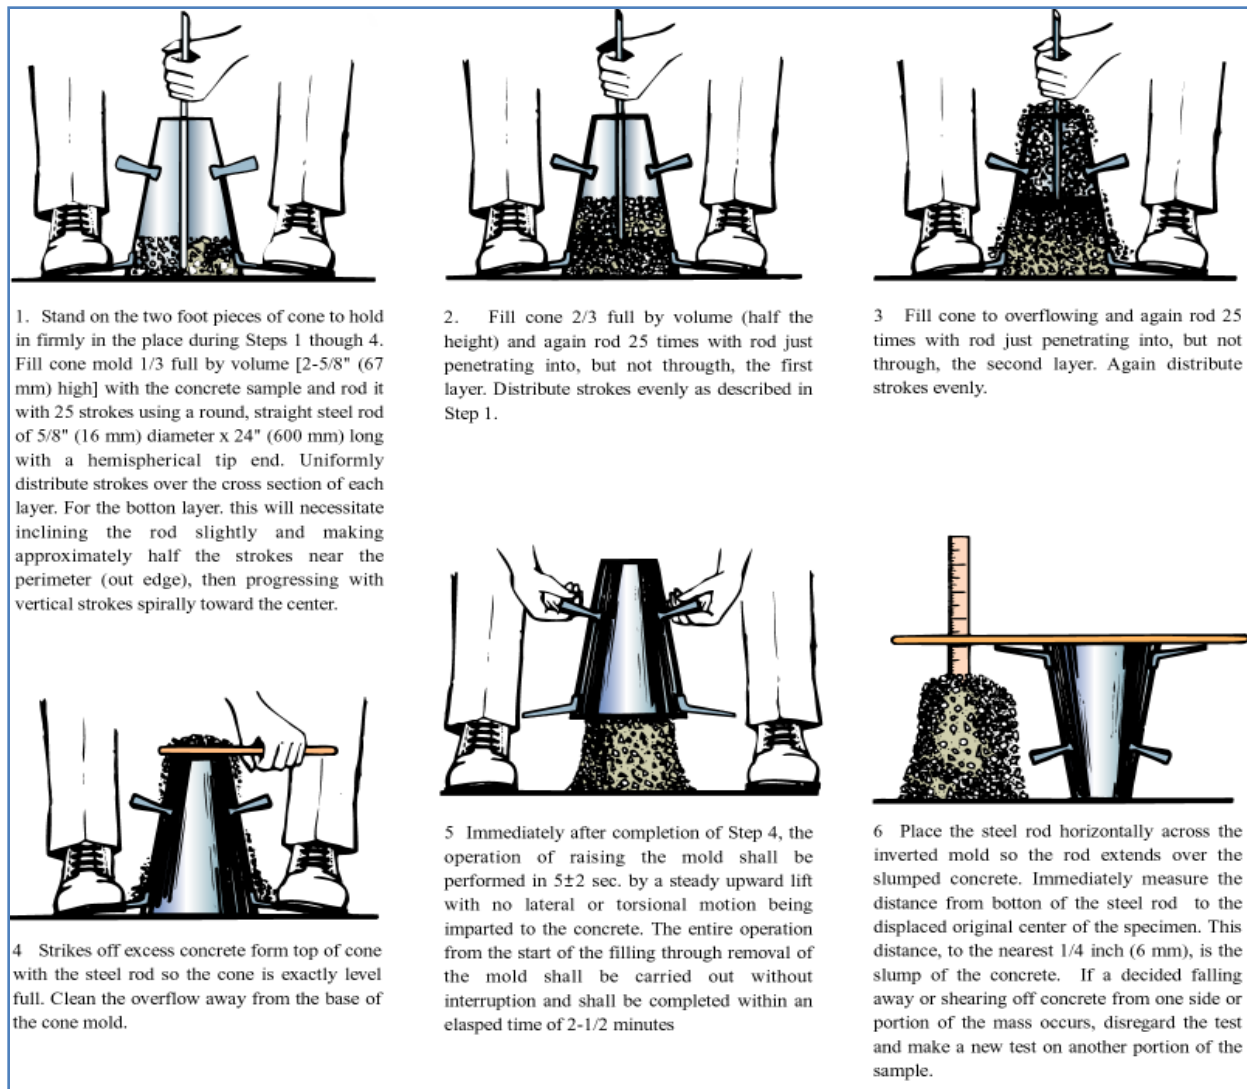 1. Stand on the two foot pieces of cone to hold
in firmly in the place during Steps 1 though 4.
Fill cone mold 1/3 full by volume [2-5/8" (67
mm) high] with the concrete sample and rod it
with 25 strokes using a round, straight steel rod
of 5/8" (16 mm) diameter x 24" (600 mm) long
with a hemispherical tip end. Uniformly
distribute strokes over the cross section of each
layer. For the botton layer. this will necessitate
inclining the rod slightly and making
approximately half the strokes near the
perimeter (out edge), then progressing with
vertical strokes spirally toward the center.
2. Fill cone 2/3 full by volume (half the
height) and again rod 25 times with rod just
penetrating into, but not througth, the first
layer. Distribute strokes evenly as described in
Step 1.
3 Fill cone to overflowing and again rod 25
times with rod just penetrating into, but not
through, the second layer. Again distribute
strokes evenly.
4 Strikes off excess concrete form top of cone
with the steel rod so the cone is exactly level
full. Clean the overflow away from the base of
the cone mold.
5 Immediately after completion of Step 4, the
operation of raising the mold shall be
performed in 5±2 sec. by a steady upward lift
with no lateral or torsional motion being
imparted to the concrete. The entire operation
from the start of the filling through removal of
the mold shall be carried out without
interruption and shall be completed within an
elasped time of 2-1/2 minutes
6 Place the steel rod horizontally across the
inverted mold so the rod extends over the
slumped concrete. Immediately measure the
distance from botton of the steel rod to the
displaced original center of the specimen. This
distance, to the nearest 1/4 inch (6 mm), is the
slump of the concrete. If a decided falling
away or shearing off concrete from one side or
portion of the mass occurs, disregard the test
and make a new test on another portion of the
sample.